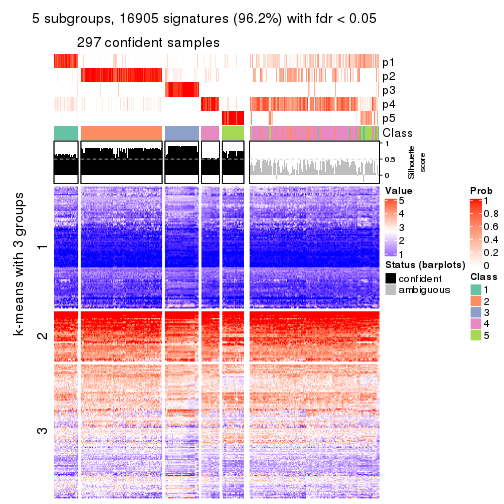 5 subgroups, 16905 signatures (96.2%) with fdr < 0.05
297 confident samples
p1
p2
p3
p4
p5
Class
1
0.5
0
Silhouette
score
k-means with 3 groups
1
2
3
Value
5
4
3
2
1
Status (barplots)
confident
ambiguous
Prob
1
0.8
0.6
0.4
0.2
0
Class
1
2
3
4
5